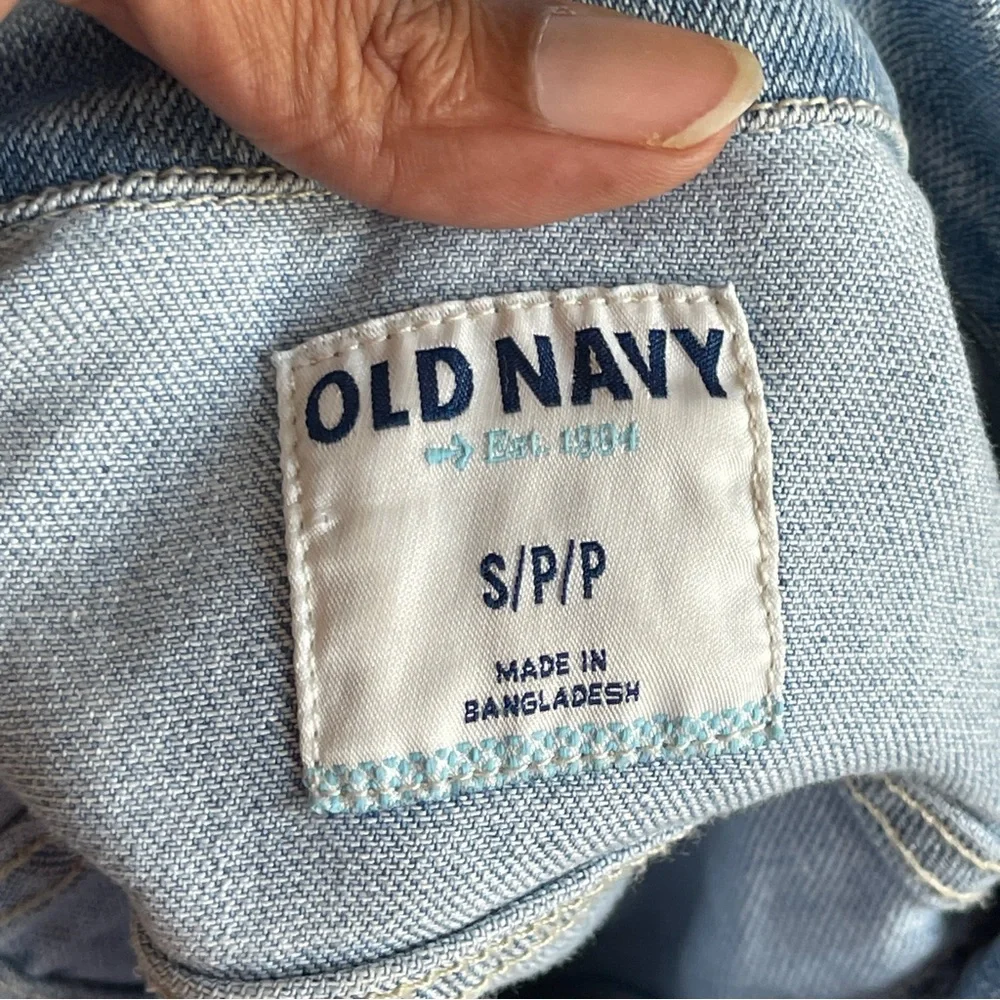 OLD NAVY
Est. 1994
S/P/P
MADE IN
BANGLADESH